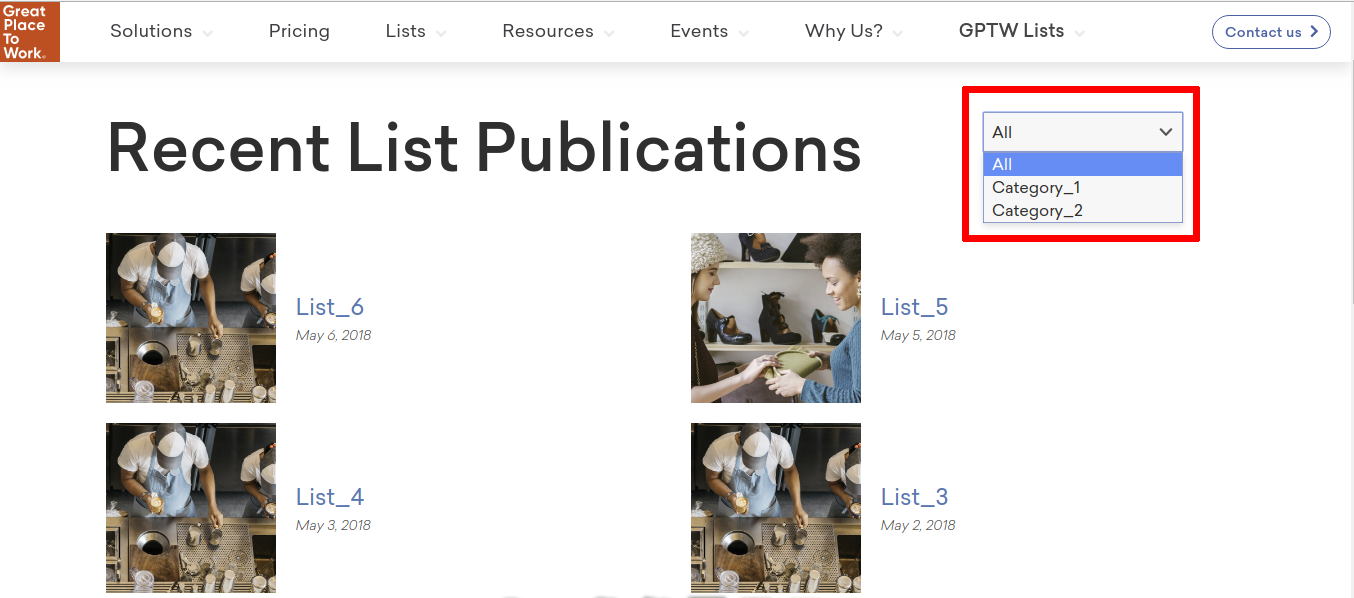 Great
Place
To
Work.
Solutions
Pricing
Lists
Resources
Events
Why Us?
GPTW Lists
Contact us
Recent List Publications
All
All
Category_1
Category_2
List_6
May 6, 2018
List_5
May 5, 2018
List_4
May 3, 2018
List_3
May 2, 2018